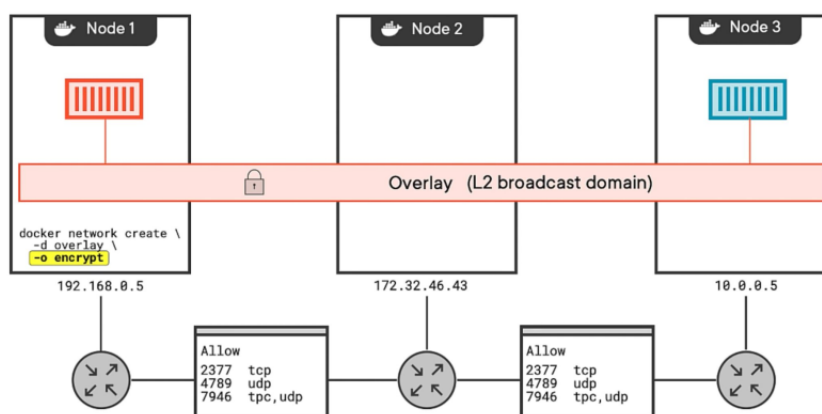 Node 1
Node 2
Node 3
Overlay (L2 broadcast domain)
docker network create \
-d overlay \
-o encrypt
192.168.0.5
172.32.46.43
10.0.0.5
Allow
2377 tcp
4789 udp
7946 tpc,udp
Allow
2377 tcp
4789 udp
7946 tpc,udp